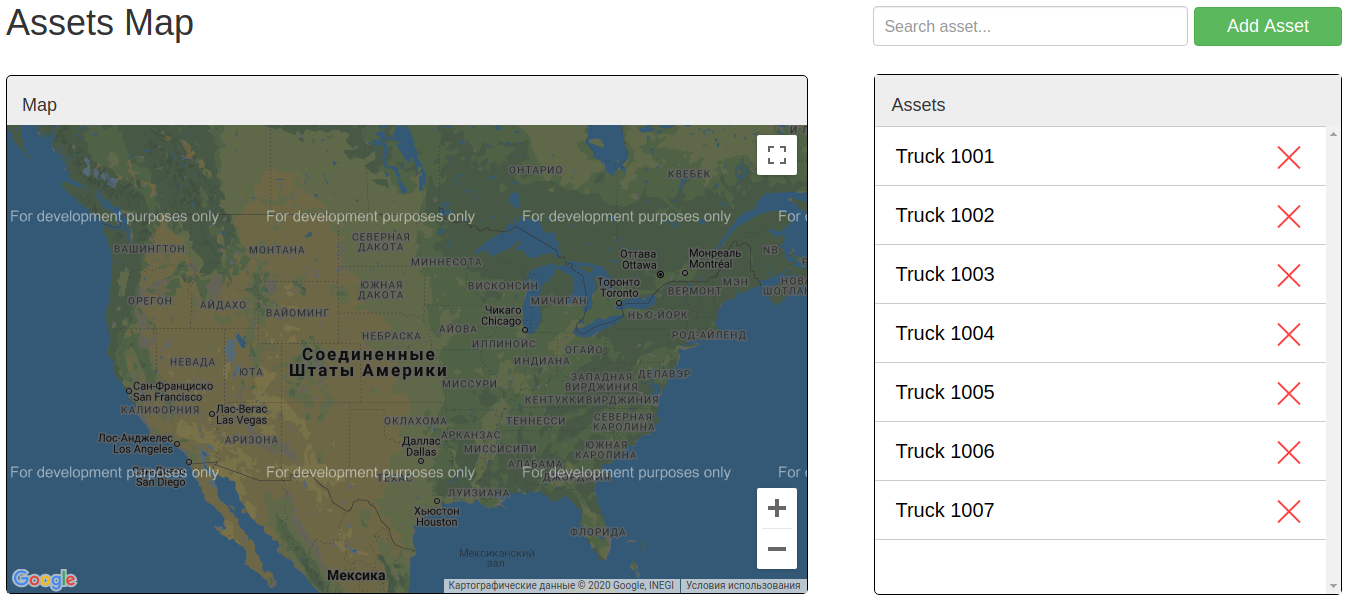 Assets Map
Search asset...
Add Asset
Map
ОНТАРИО
КВЕБЕК
For development purposes only
For development purposes only
For development purposes only
For d
ВАШИНГТОН
МОНТАНА
СЕВЕРНАЯ
ДАКОТА
МИННЕСОТА
Оттава
Ottawa
Монреаль
Montréal
NB
ОРЕГОН
АЙДАХО
ВАЙОМИНГ
ЮЖНАЯ
ДАКОТА
ВИСКОНСИН
МИЧИГАН
Торонто
Toronto
ВЕРМОНТ
МЭН
НОВА
ШОТЛАН
НЬЮ-ЙОРК
Чикаго
Chicago
НЕБРАСКА
АЙОВА
ИЛЛИНОЙС
ИНДИАНА
ОГАЙО
РОД-АЙЛЕНД
НЕВАДА
ЮТА
Соединенные
Штаты Америки
МИССУРИ
ЗАПАДНАЯ
ВИРДЖИНИЯ
ДЕЛАВЭР
КЕНТУККИ
ВИРДЖИНИЯ
Сан-Франциско
San Francisco
КАЛИФОРНИЯ
Лас-Вегас
Las Vegas
ОКЛАХОМА
ТЕННЕССИ
СЕВЕРНАЯ
КАРОЛИНА
Лос-Анджелес
Los Angeles
АРИЗОНА
Даллас
Dallas
АРКАНЗАС
МИССИСИПИ
ЮЖНАЯ
КАРОЛИНА
АЛАБАМА
ДЖОРДЖИЯ
For development purposes only
For development purposes only
For development purposes only
For d
San Diego
ТЕХАС
ЛУИЗИАНА
Хьюстон
Houston
ФЛОРИДА
Мексиканский
зал
Мексика
Google
Картографические данные © 2020 Google, INEGI
Условия использования
Assets
Truck 1001
Truck 1002
Truck 1003
Truck 1004
Truck 1005
Truck 1006
Truck 1007